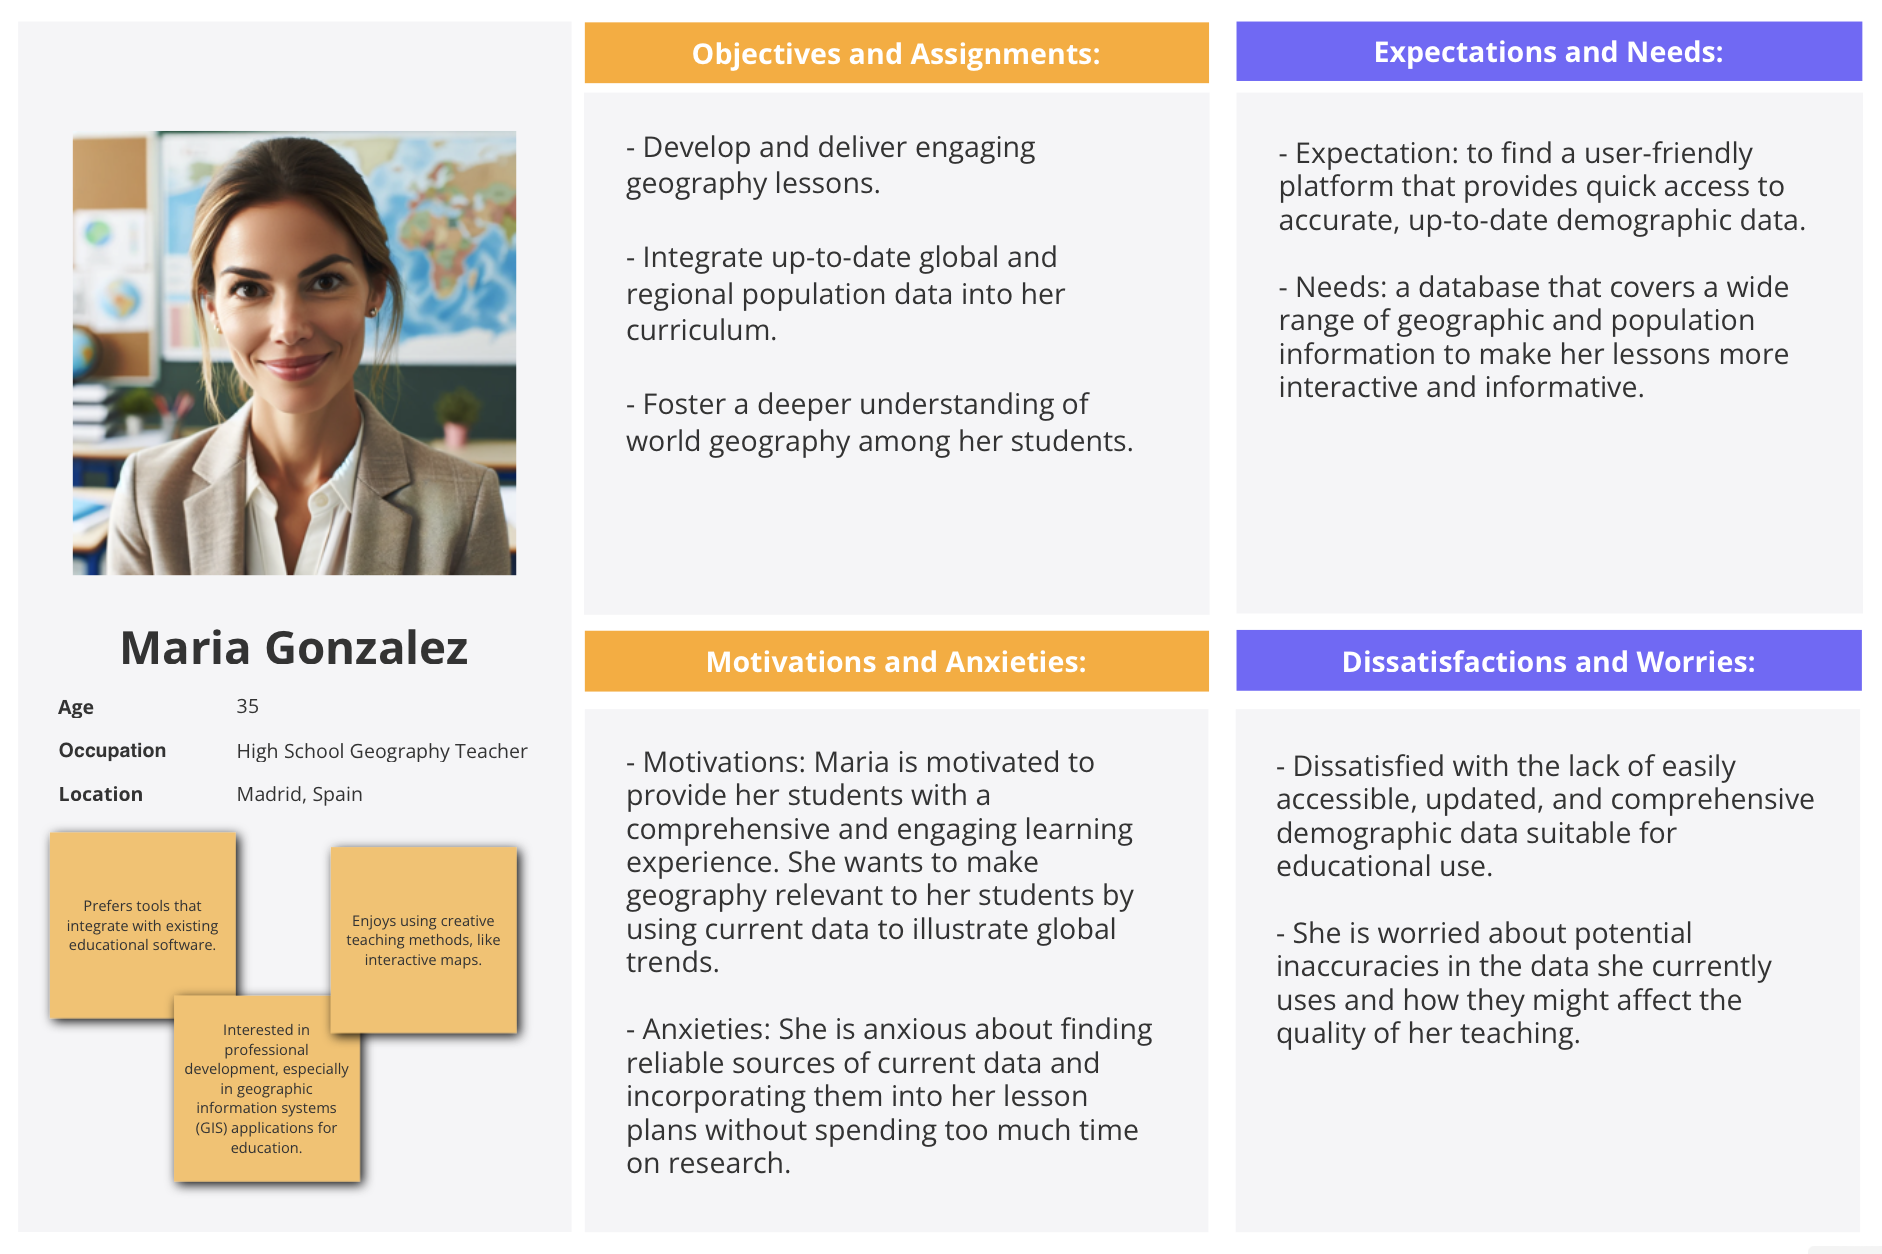 Maria Gonzalez
Age 35
Occupation High School Geography Teacher
Location Madrid, Spain
Prefers tools that
integrate with existing
educational software.
Enjoys using creative
teaching methods, like
interactive maps.
Interested in
professional
development, especially
in geographic
information systems
(GIS) applications for
education.
Objectives and Assignments:
- Develop and deliver engaging
geography lessons.
- Integrate up-to-date global and
regional population data into her
curriculum.
- Foster a deeper understanding of
world geography among her students.
Expectations and Needs:
- Expectation: to find a user-friendly
platform that provides quick access to
accurate, up-to-date demographic data.
- Needs: a database that covers a wide
range of geographic and population
information to make her lessons more
interactive and informative.
Motivations and Anxieties:
- Motivations: Maria is motivated to
provide her students with a
comprehensive and engaging learning
experience. She wants to make
geography relevant to her students by
using current data to illustrate global
trends.
- Anxieties: She is anxious about finding
reliable sources of current data and
incorporating them into her lesson
plans without spending too much time
on research.
Dissatisfactions and Worries:
- Dissatisfied with the lack of easily
accessible, updated, and comprehensive
demographic data suitable for
educational use.
- She is worried about potential
inaccuracies in the data she currently
uses and how they might affect the
quality of her teaching.